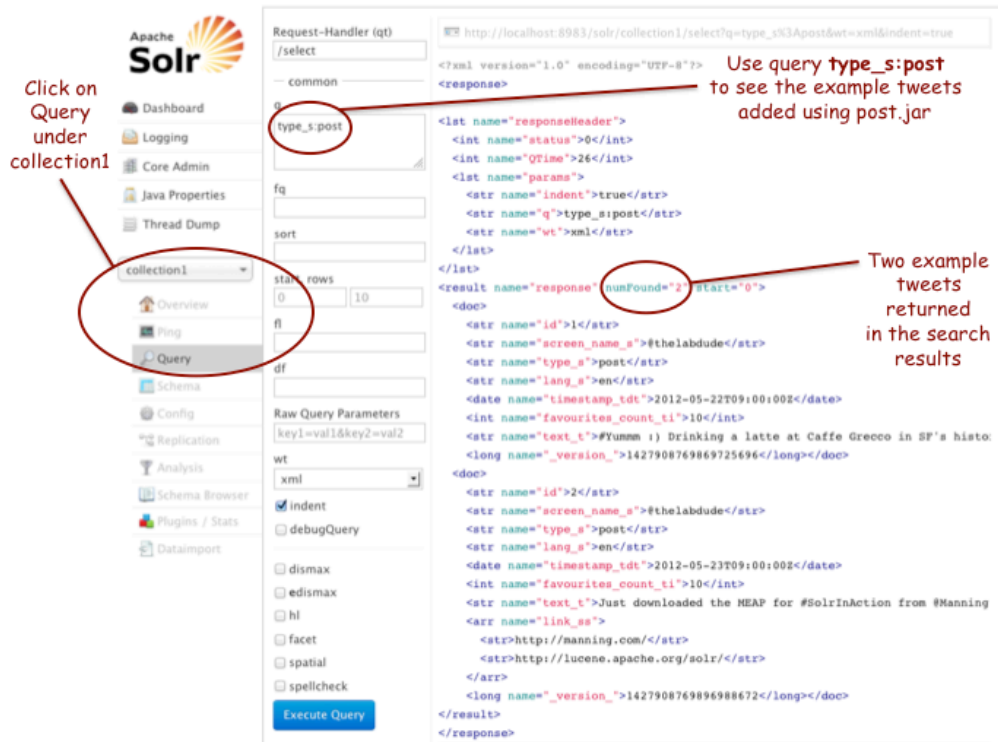 Apache
Solr
Click on
Query
under
collection1
Dashboard
Logging
Core Admin
Java Properties
Thread Dump
collection1
Overview
Ping
Query
Schema
Config
Replication
Analysis
Schema Browser
Plugins / Stats
Dataimport
Request-Handler (qt)
/select
common
q
type_s:post
fq
sort
start, rows
0 10
fl
df
Raw Query Parameters
key1=val1&key2=val2
wt
xml
indent
debugQuery
dismax
edismax
hl
facet
spatial
spellcheck
Execute Query
http://localhost:8983/solr/collection1/select?q=type_s%3Apost&wt=xml&indent=true
Use query type_s:post
to see the example tweets
added using post.jar
<?xml version="1.0" encoding="UTF-8"?>
<response>
<lst name="responseHeader">
<int name="status">0</int>
<int name="QTime">26</int>
<lst name="params">
<str name="indent">true</str>
<str name="q">type_s:post</str>
<str name="wt">xml</str>
</lst>
</lst>
<result name="response" numFound="2" start="0">
Two example
tweets
returned
in the search
results
<doc>
<str name="id">1</str>
<str name="screen_name_s">@thelabdude</str>
<str name="type_s">post</str>
<str name="lang_s">en</str>
<date name="timestamp_tdt">2012-05-22T09:00:00Z</date>
<int name="favourites_count_ti">10</int>
<str name="text_t">#Yummm :) Drinking a latte at Caffe Grecco in SF's histo
<long name="_version_">1427908769869725696</long></doc>
<doc>
<str name="id">2</str>
<str name="screen_name_s">@thelabdude</str>
<str name="type_s">post</str>
<str name="lang_s">en</str>
<date name="timestamp_tdt">2012-05-23T09:00:00Z</date>
<int name="favourites_count_ti">10</int>
<str name="text_t">Just downloaded the MEAP for #SolrInAction from @Manning
<arr name="link_ss">
<str>http://manning.com/</str>
<str>http://lucene.apache.org/solr/</str>
</arr>
<long name="_version_">1427908769896988672</long></doc>
</result>
</response>